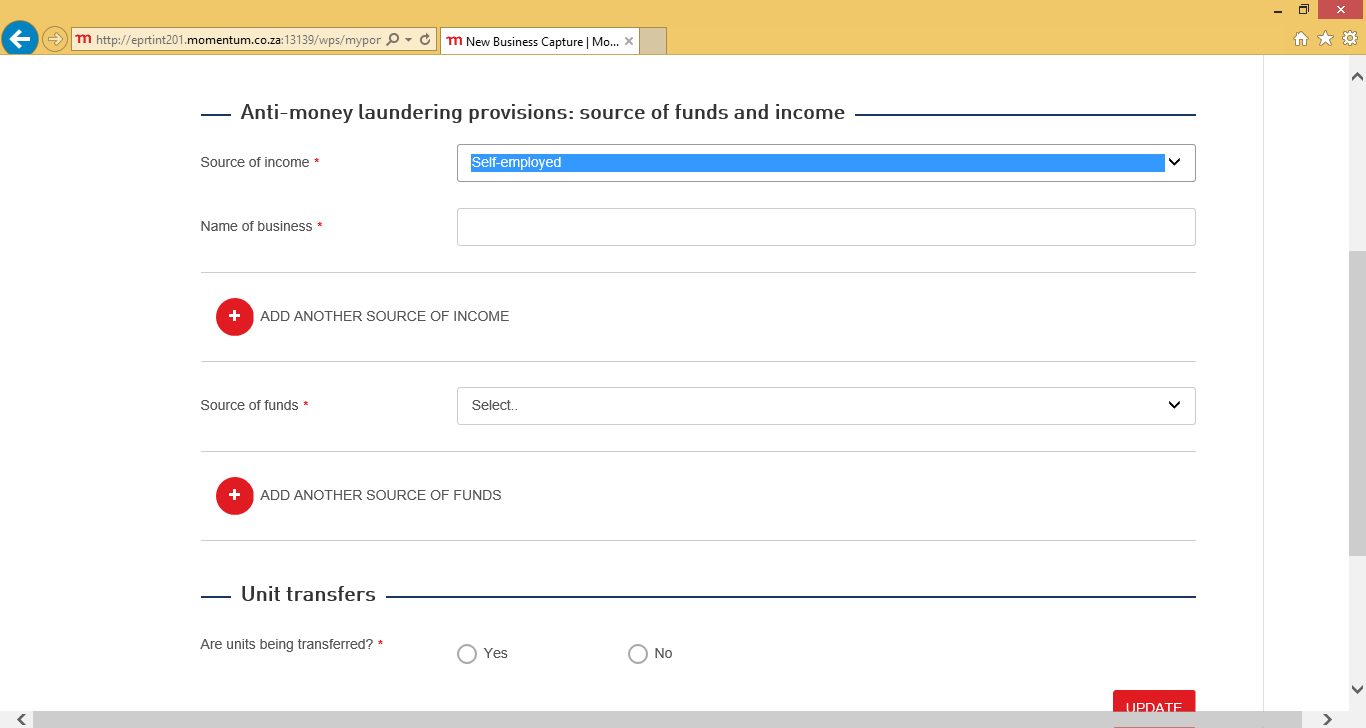 http://eprtint201.momentum.co.za:13139/wps/mypor
m New Business Capture | Mo...
Anti-money laundering provisions: source of funds and income
Source of income * Self-employed
Name of business *
+ ADD ANOTHER SOURCE OF INCOME
Source of funds * Select..
+ ADD ANOTHER SOURCE OF FUNDS
Unit transfers
Are units being transferred? * Yes No
UPDATE